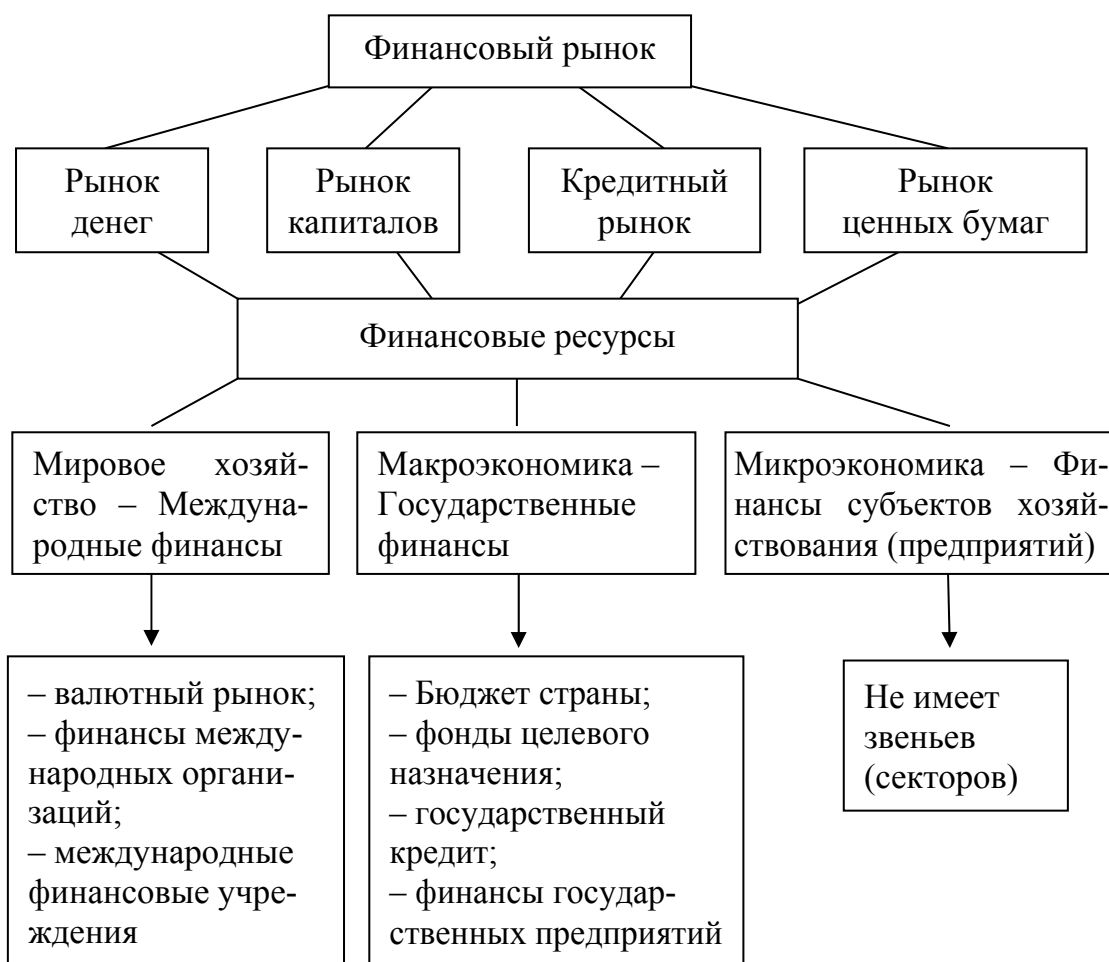 Финансовый рынок
Рынок
денег
Рынок
капиталов
Кредитный
рынок
Рынок
ценных бумаг
Финансовые ресурсы
Мировое хозяй-
ство – Междуна-
родные финансы
Макроэкономика –
Государственные
финансы
Микроэкономика – Фи-
нансы субъектов хозяй-
ствования (предприятий)
– валютный рынок;
– финансы между-
народных органи-
заций;
– международные
финансовые учре-
ждения
– Бюджет страны;
– фонды целевого
назначения;
– государственный
кредит;
– финансы государ-
ственных предприятий
Не имеет
звеньев
(секторов)